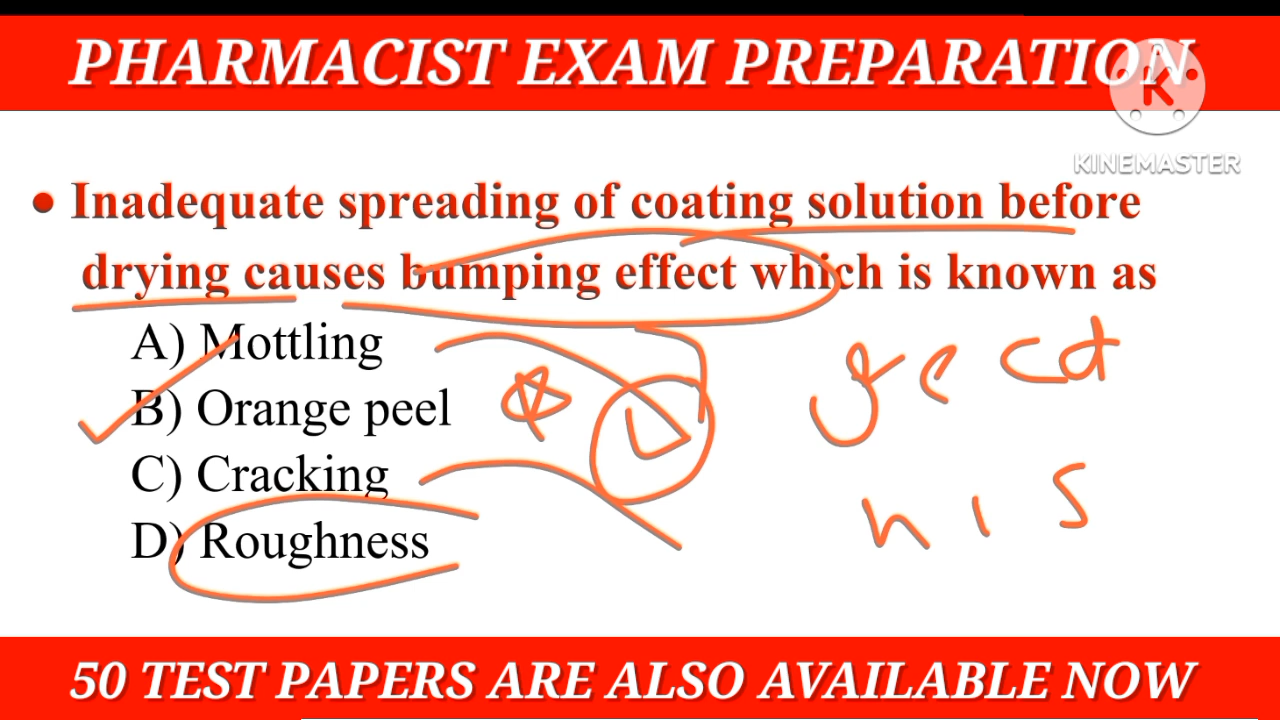 PHARMACIST EXAM PREPARATION
K
KINEMASTER
• Inadequate spreading of coating solution before
drying causes bumping effect which is known as
A) Mottling
B) Orange peel
C) Cracking
D) Roughness
50 TEST PAPERS ARE ALSO AVAILABLE NOW